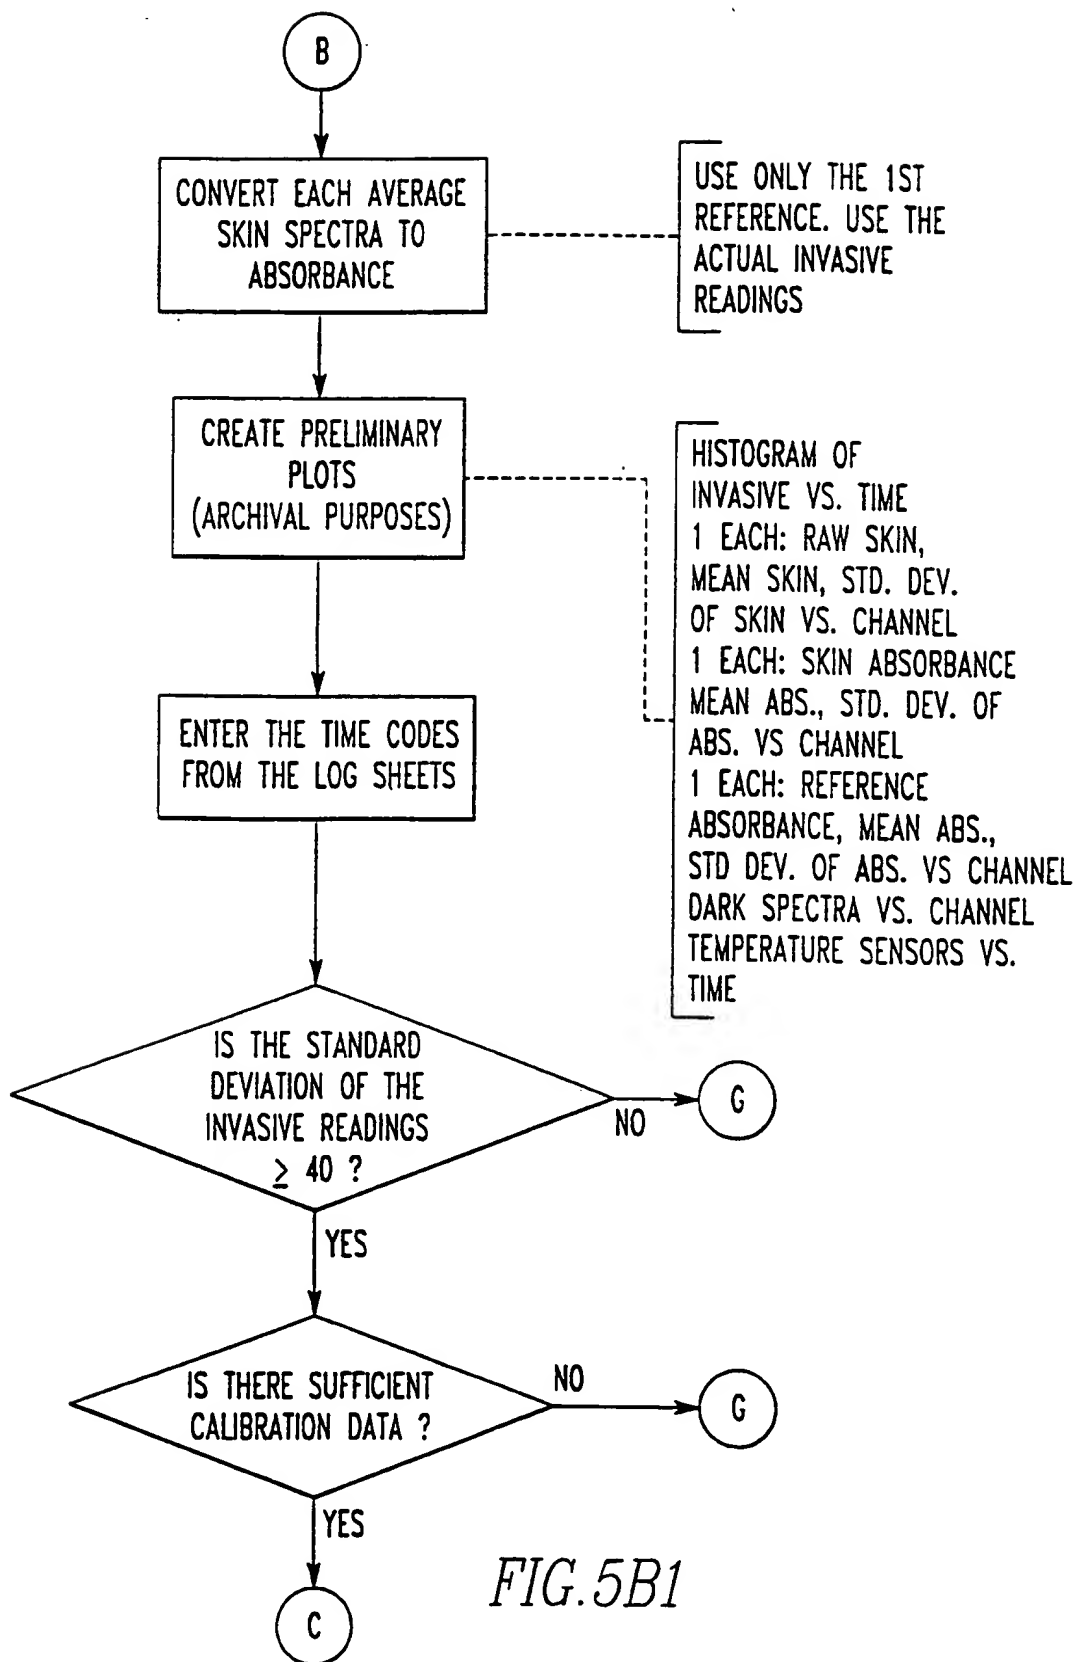 B
CONVERT EACH AVERAGE
SKIN SPECTRA TO
ABSORBANCE
USE ONLY THE 1ST
REFERENCE. USE THE
ACTUAL INVASIVE
READINGS
CREATE PRELIMINARY
PLOTS
(ARCHIVAL PURPOSES)
HISTOGRAM OF
INVASIVE VS. TIME
1 EACH: RAW SKIN,
MEAN SKIN, STD. DEV.
OF SKIN VS. CHANNEL
1 EACH: SKIN ABSORBANCE
MEAN ABS., STD. DEV. OF
ABS. VS CHANNEL
1 EACH: REFERENCE
ABSORBANCE, MEAN ABS.,
STD DEV. OF ABS. VS CHANNEL
DARK SPECTRA VS. CHANNEL
TEMPERATURE SENSORS VS.
TIME
ENTER THE TIME CODES
FROM THE LOG SHEETS
IS THE STANDARD
DEVIATION OF THE
INVASIVE READINGS
≥ 40 ?
NO
G
YES
IS THERE SUFFICIENT
CALIBRATION DATA ?
NO
G
YES
C
FIG.5B1